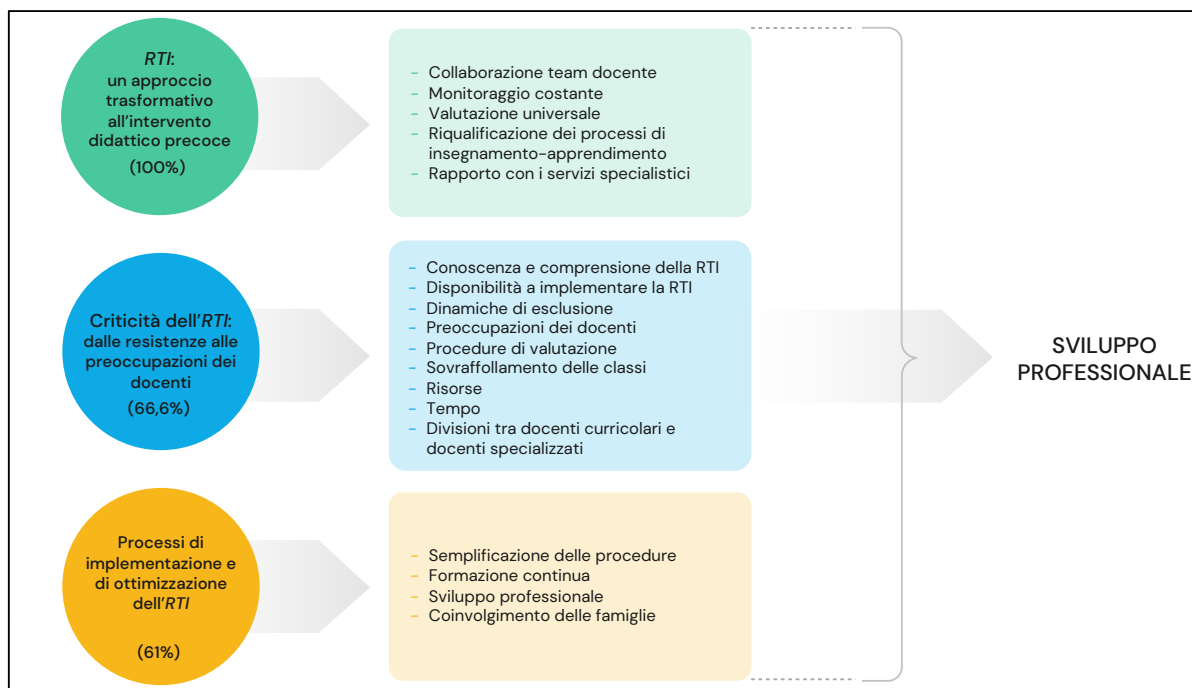 RTI:
un approccio
trasformativo
all'intervento
didattico precoce
(100%)
- Collaborazione team docente
- Monitoraggio costante
- Valutazione universale
- Riqualificazione dei processi di
insegnamento-apprendimento
- Rapporto con i servizi specialistici
Criticità dell'RTI:
dalle resistenze alle
preoccupazioni dei
docenti
(66,6%)
- Conoscenza e comprensione della RTI
- Disponibilità a implementare la RTI
- Dinamiche di esclusione
- Preoccupazioni dei docenti
- Procedure di valutazione
- Sovraffollamento delle classi
- Risorse
- Tempo
- Divisioni tra docenti curricolari e
docenti specializzati
Processi di
implementazione e
di ottimizzazione
dell'RTI
(61%)
- Semplificazione delle procedure
- Formazione continua
- Sviluppo professionale
- Coinvolgimento delle famiglie
SVILUPPO
PROFESSIONALE